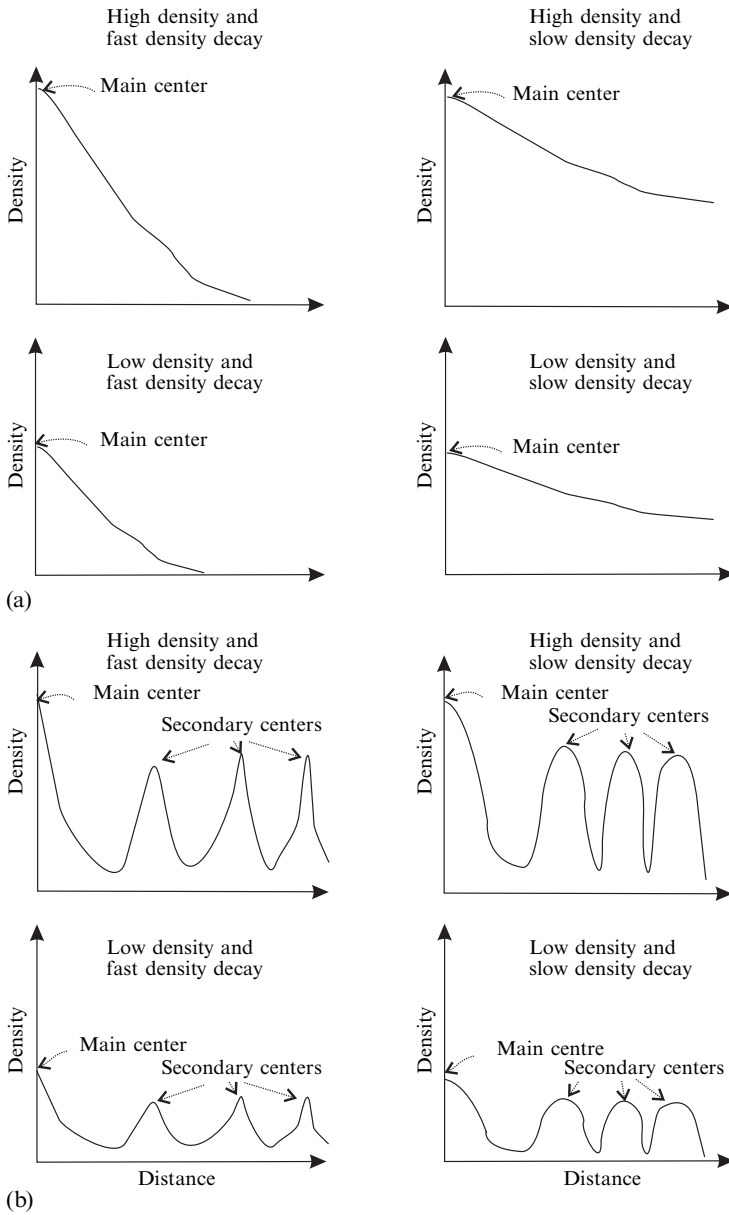 High density and
fast density decay
Main center
Density
High density and
slow density decay
Main center
Density
Low density and
fast density decay
Main center
Density
Low density and
slow density decay
Main center
Density
(a)
High density and
fast density decay
Main center
Secondary centers
Density
High density and
slow density decay
Main center
Secondary centers
Density
Low density and
fast density decay
Main center
Secondary centers
Density
Distance
Low density and
slow density decay
Main centre
Secondary centers
Density
Distance
(b)